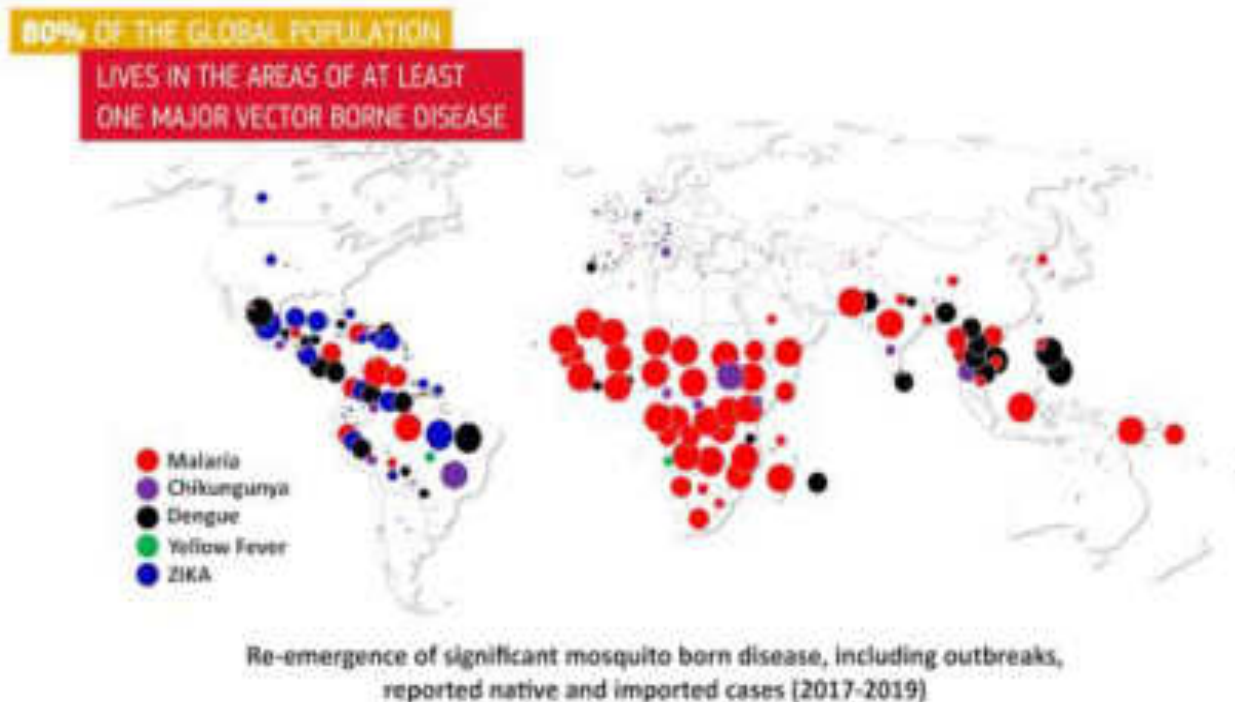 80% OF THE GLOBAL POPULATION
LIVES IN THE AREAS OF AT LEAST
ONE MAJOR VECTOR BORNE DISEASE
Malaria
Chikungunya
Dengue
Yellow Fever
ZIKA
Re-emergence of significant mosquito born disease, including outbreaks,
reported native and imported cases (2017-2019)